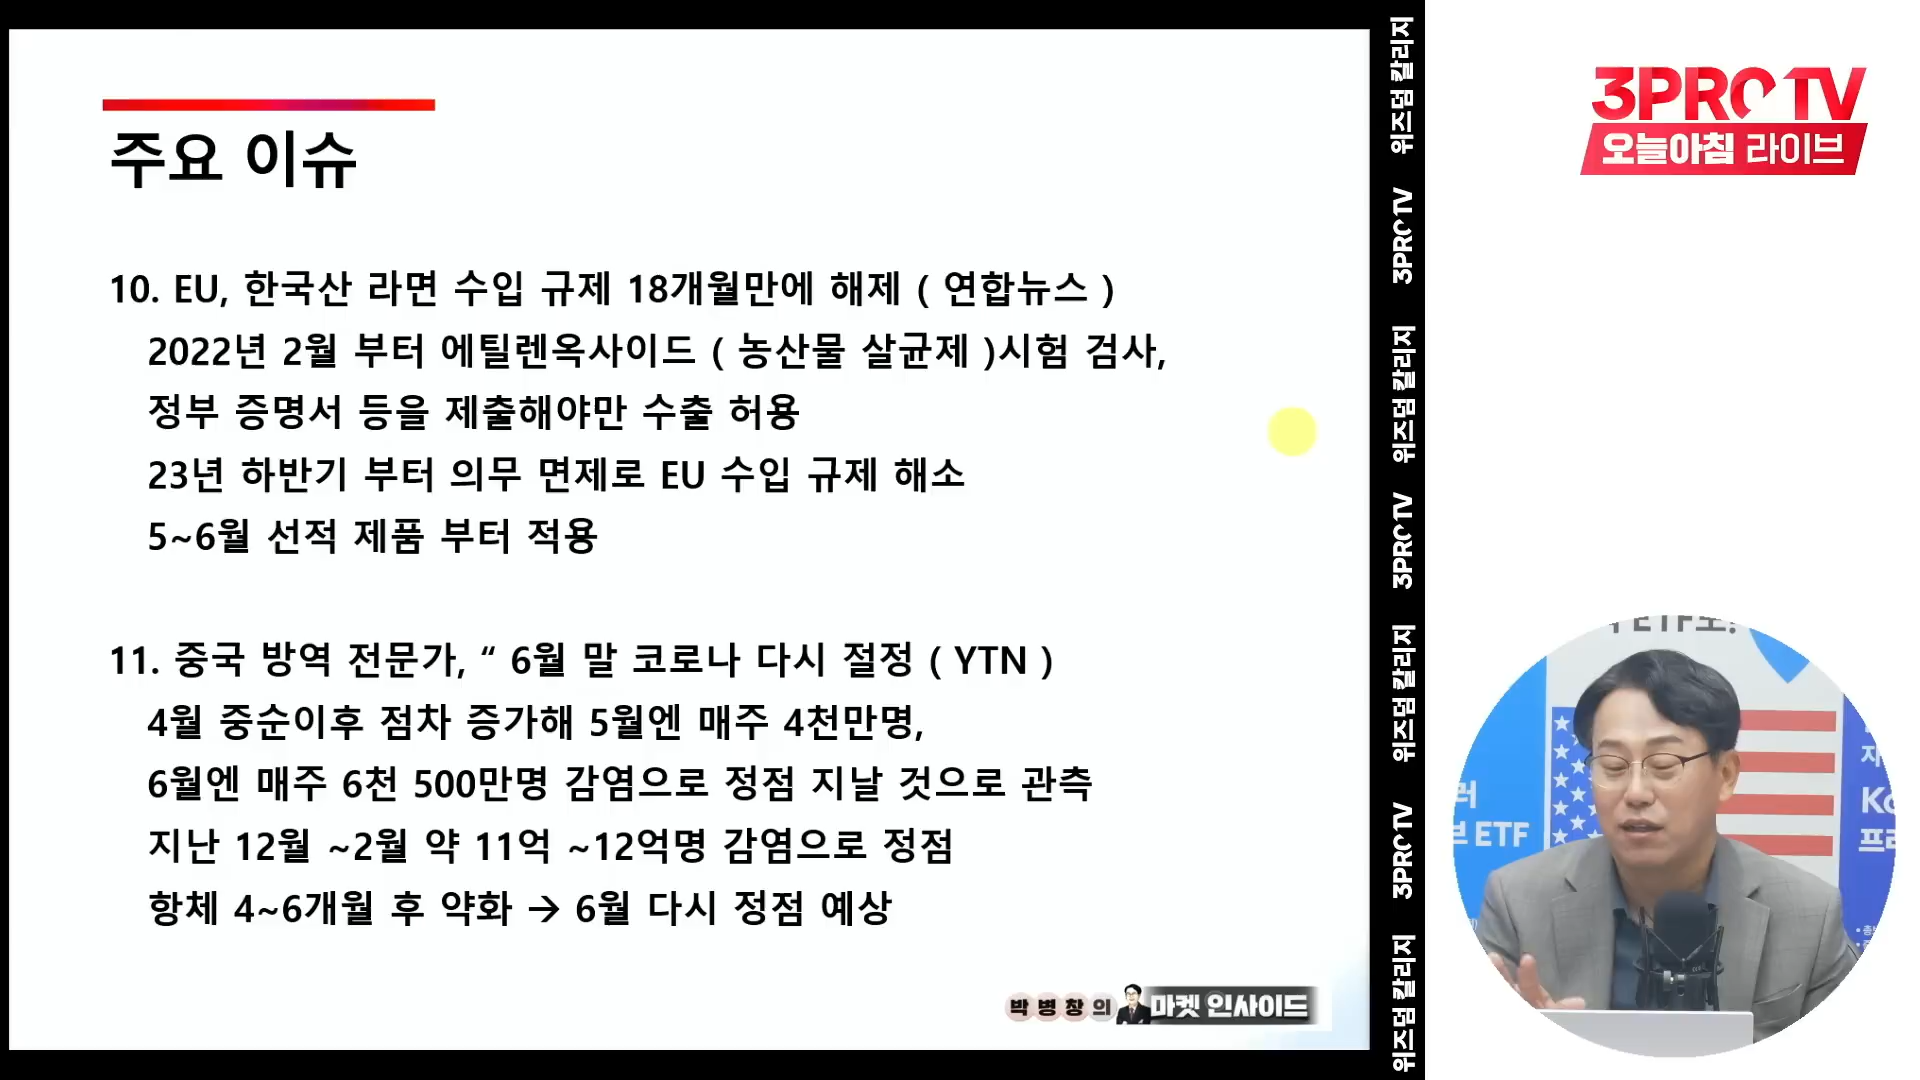 주요 이슈
10. EU, 한국산 라면 수입 규제 18개월만에 해제 ( 연합뉴스 )
2022년 2월 부터 에틸렌옥사이드 ( 농산물 살균제 )시험 검사,
정부 증명서 등을 제출해야만 수출 허용
23년 하반기 부터 의무 면제로 EU 수입 규제 해소
5~6월 선적 제품 부터 적용
11. 중국 방역 전문가, “ 6월 말 코로나 다시 절정 ( YTN )
4월 중순이후 점차 증가해 5월엔 매주 4천만명,
6월엔 매주 6천 500만명 감염으로 정점 지날 것으로 관측
지난 12월 ~2월 약 11억 ~12억명 감염으로 정점
항체 4~6개월 후 약화 → 6월 다시 정점 예상
박병창의 마켓 인사이드
위즈덤 칼리지
3PROTV
위즈덤 칼리지
3PROTV
위즈덤 칼리지
3PROTV
위즈덤 칼리지
3PROTV
오늘아침 라이브
ETF